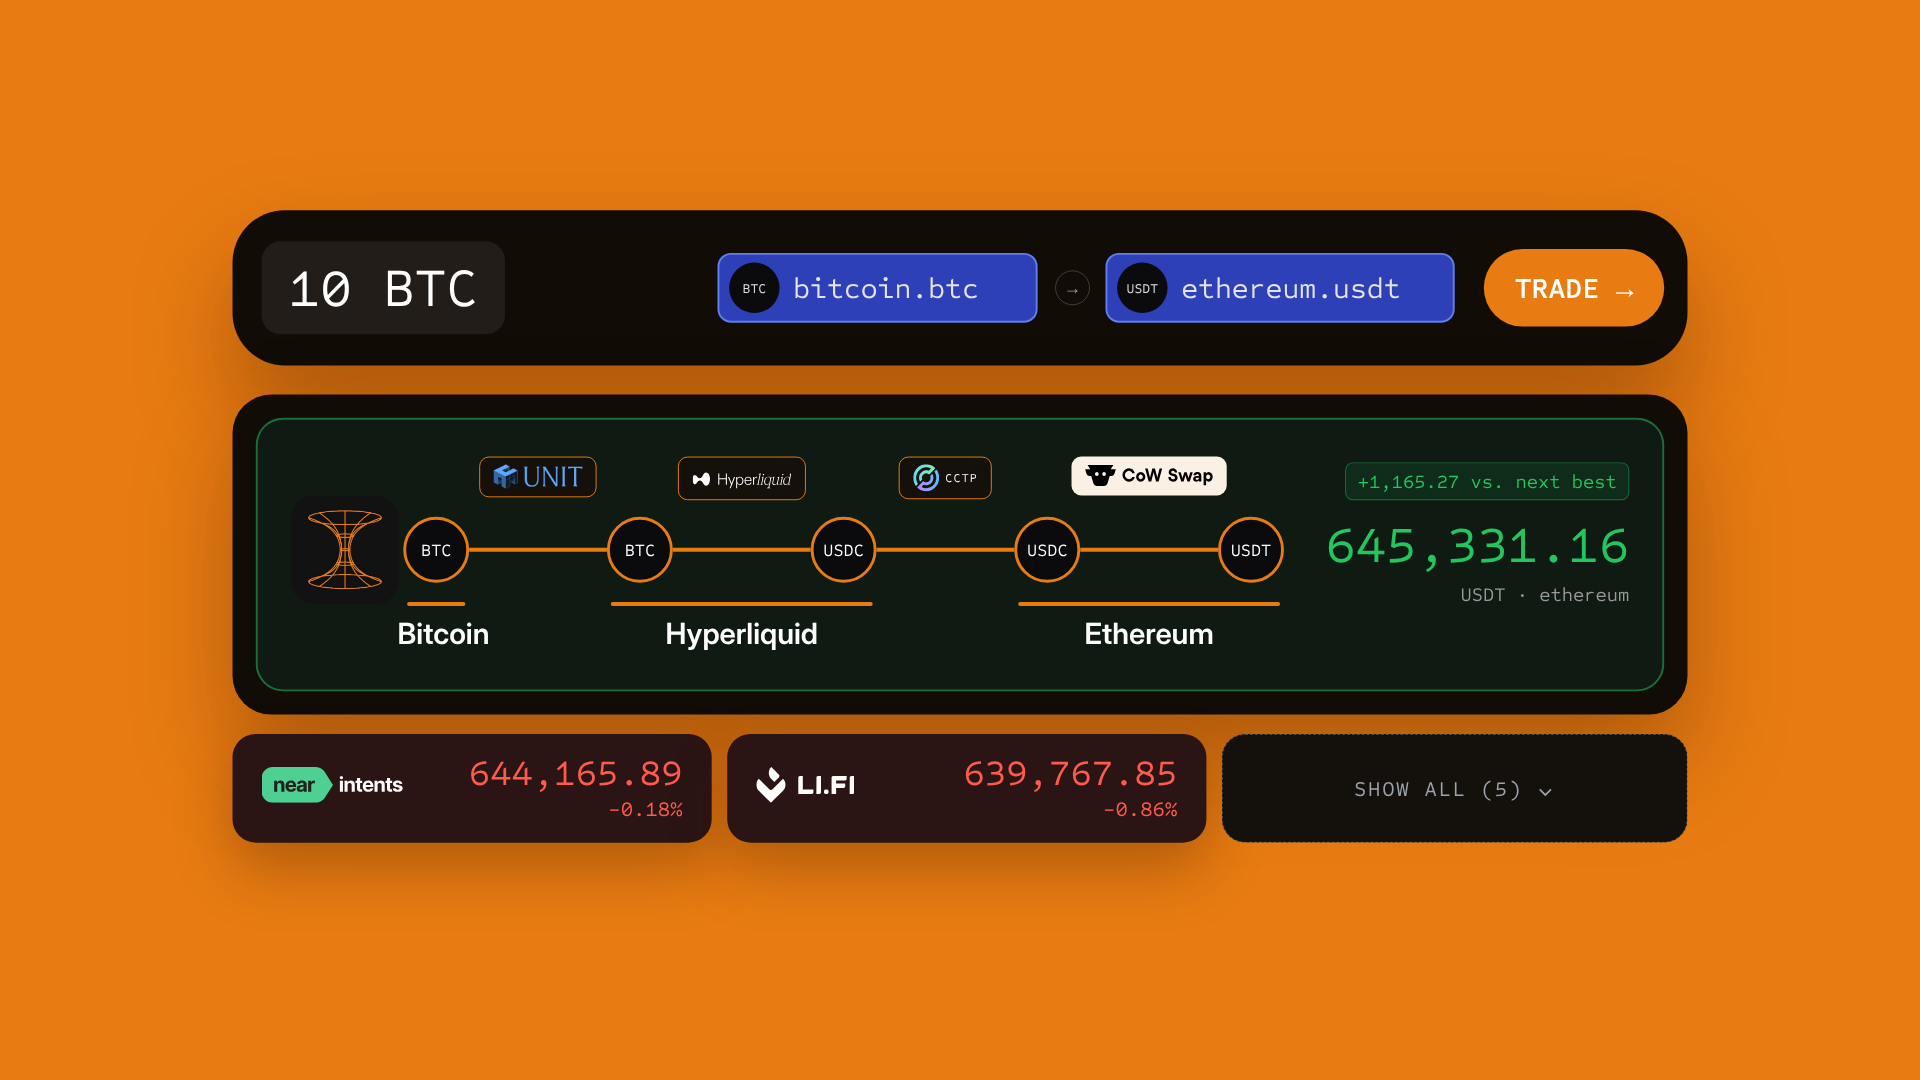 10 BTC
BTC bitcoin.btc → USDT ethereum.usdt
TRADE →
UNIT
Hyperliquid
CCTP
CoW Swap
+1,165.27 vs. next best
BTC BTC USDC USDC USDT
645,331.16
USDT · ethereum
Bitcoin Hyperliquid Ethereum
near intents
644,165.89
-0.18%
LI.FI
639,767.85
-0.86%
SHOW ALL (5)